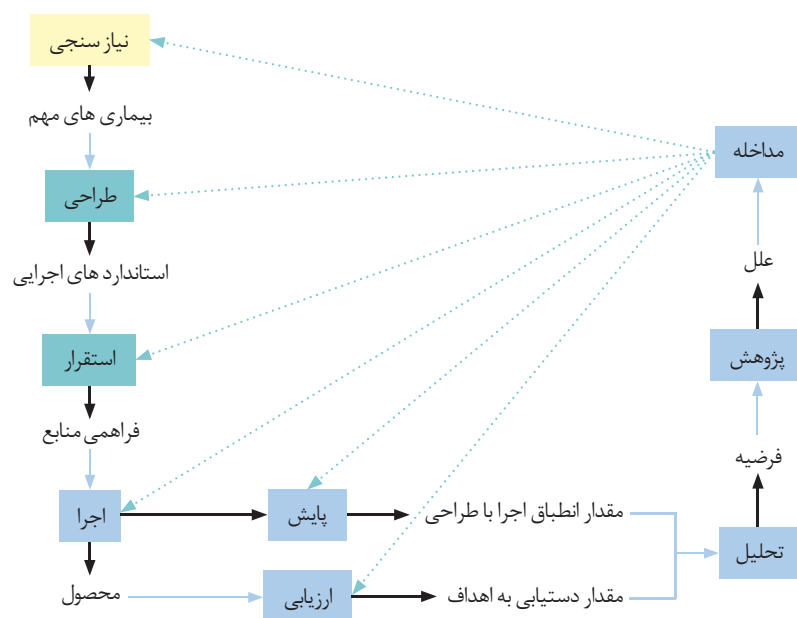 نیاز سنجی
بیماری های مهم
طراحی
استاندارد های اجرایی
استقرار
فراهمی منابع
اجرا
پایش
مقدار انطباق اجرا با طراحی
محصول
ارزیابی
مقدار دستیابی به اهداف
تحلیل
فرضیه
پژوهش
علل
مداخله